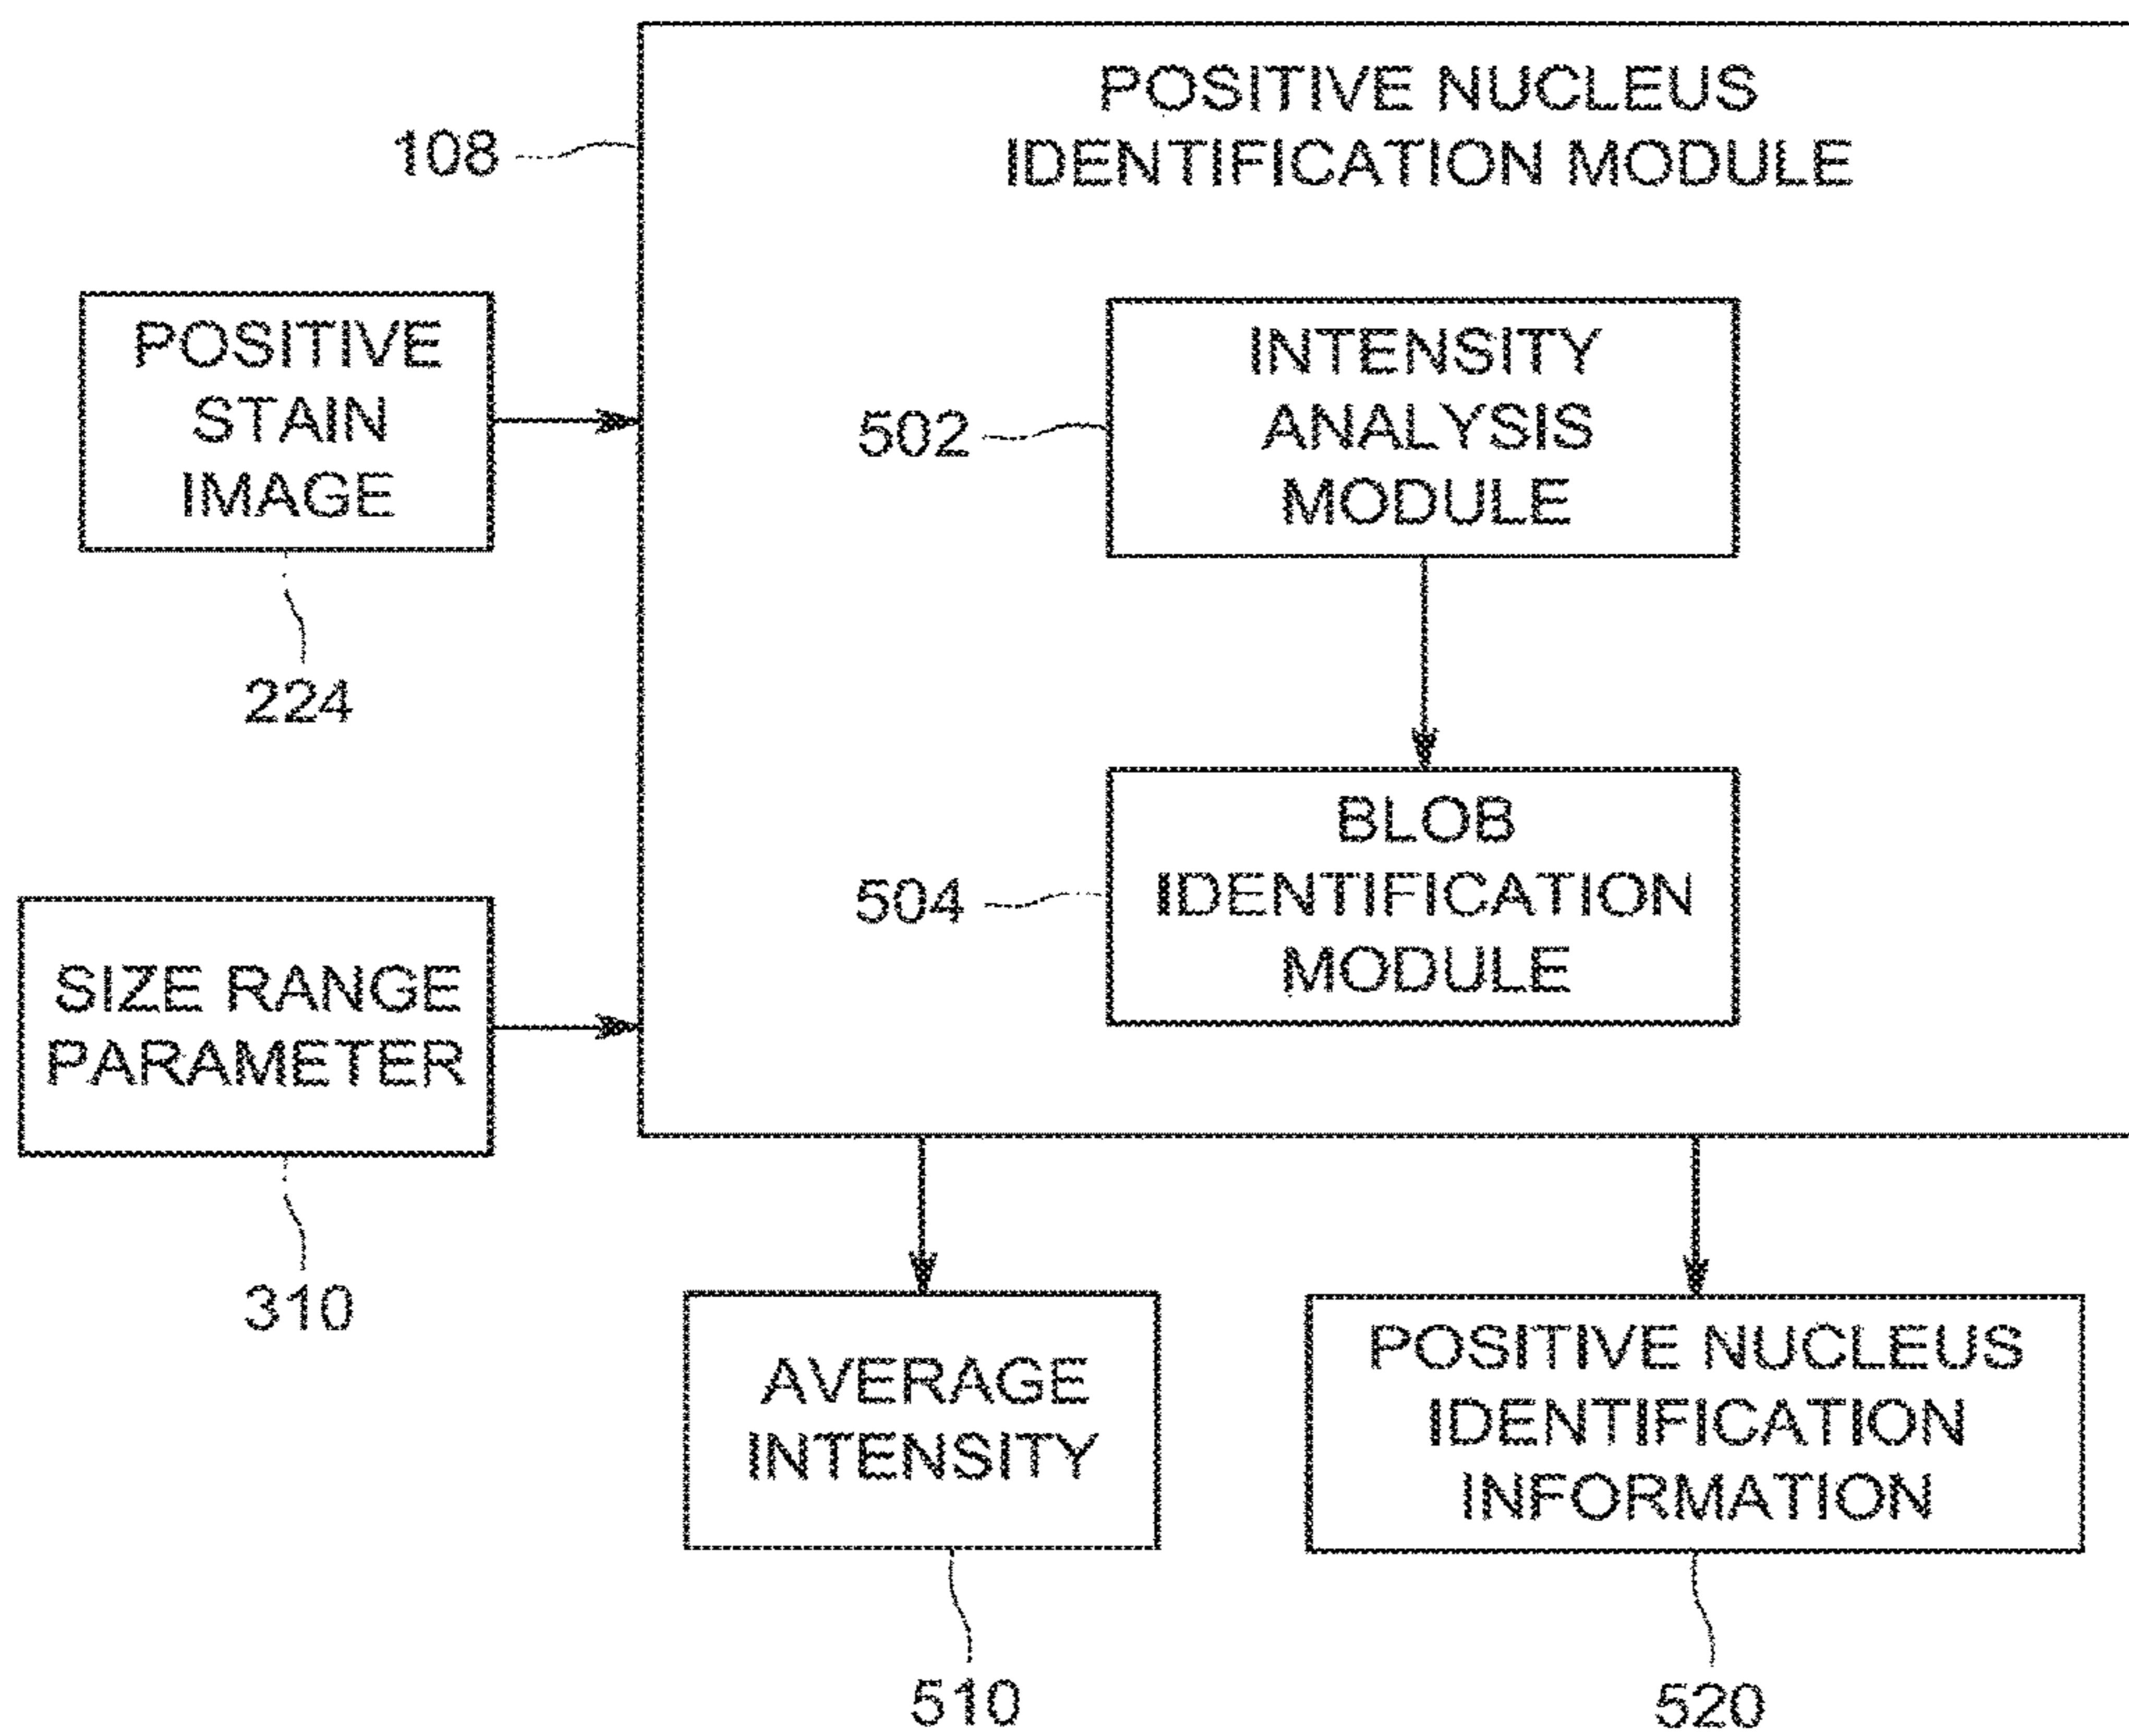 POSITIVE NUCLEUS
IDENTIFICATION MODULE
108
POSITIVE
STAIN
IMAGE
224
INTENSITY
ANALYSIS
MODULE
502
BLOB
IDENTIFICATION
MODULE
504
SIZE RANGE
PARAMETER
310
AVERAGE
INTENSITY
510
POSITIVE NUCLEUS
IDENTIFICATION
INFORMATION
520